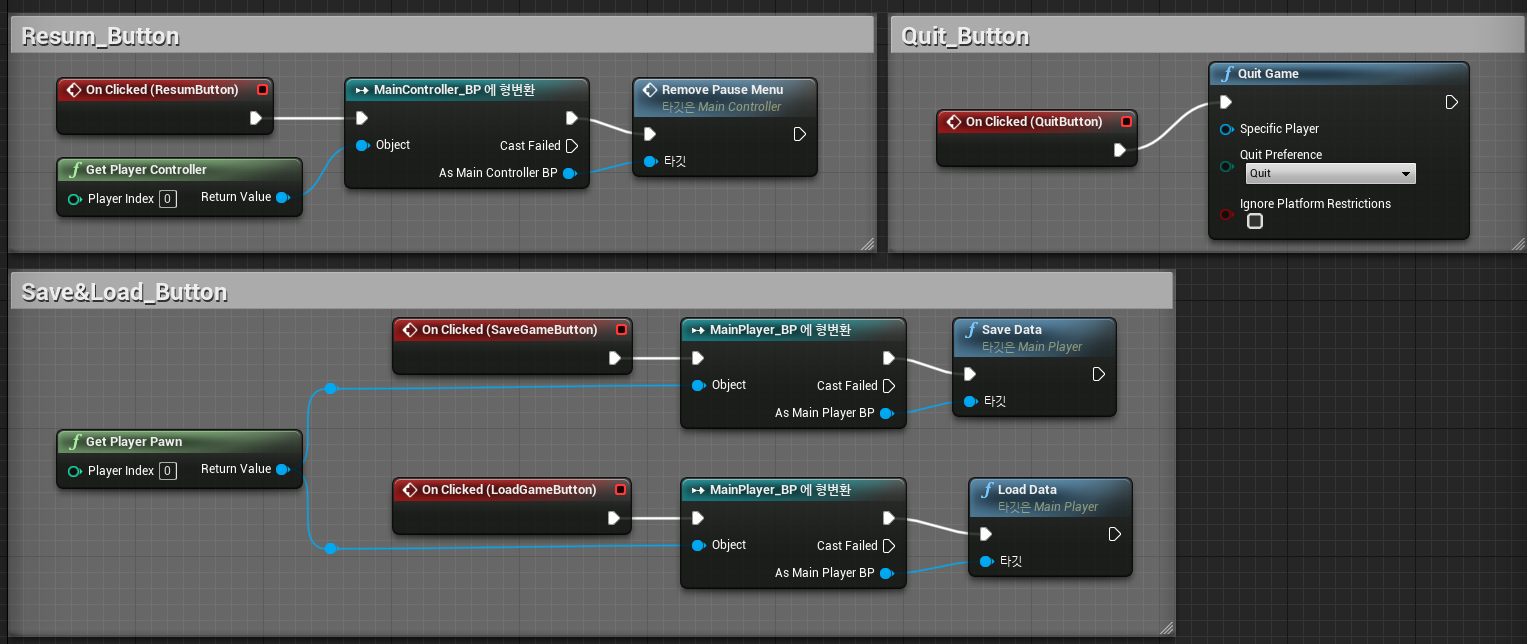 Resum_Button
On Clicked (ResumButton)
MainController_BP 에 형변환
Object
Cast Failed
As Main Controller BP
Remove Pause Menu
타깃은 Main Controller
타깃
Get Player Controller
Player Index 0
Return Value
Quit_Button
On Clicked (QuitButton)
Quit Game
Specific Player
Quit Preference
Quit
Ignore Platform Restrictions
Save&Load_Button
On Clicked (SaveGameButton)
MainPlayer_BP 에 형변환
Object
Cast Failed
As Main Player BP
Save Data
타깃은 Main Player
타깃
Get Player Pawn
Player Index 0
Return Value
On Clicked (LoadGameButton)
MainPlayer_BP 에 형변환
Object
Cast Failed
As Main Player BP
Load Data
타깃은 Main Player
타깃